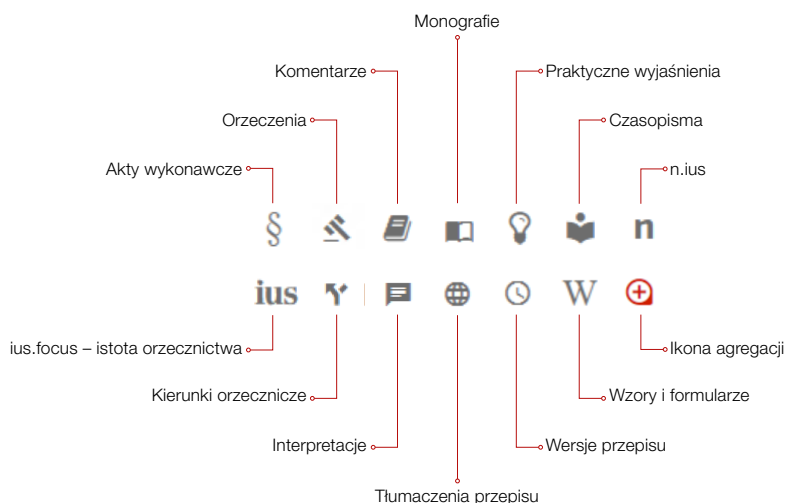 Monografie
Komentarze
Praktyczne wyjaśnienia
Orzeczenia
Czasopisma
Akty wykonawcze
n.ius
§
n
ius
W
ius.focus – istota orzecznictwa
Ikona agregacji
Kierunki orzecznicze
Wzory i formularze
Interpretacje
Wersje przepisu
Tłumaczenia przepisu